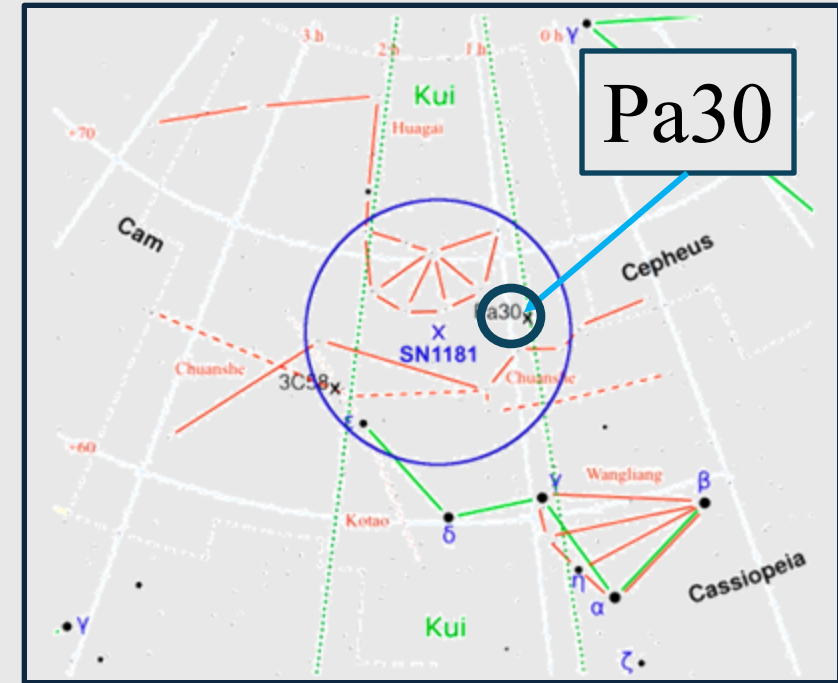 3 h
2 h
1 h
0 h
γ
Kui
Pa30
Huagai
+70
Cam
Cepheus
Pa30
SN1181
Chuanshe
3C58
Chuanshe
ε
+60
Wangliang
γ
β
Kotao
δ
η
Cassiopeia
α
Kui
γ
ζ